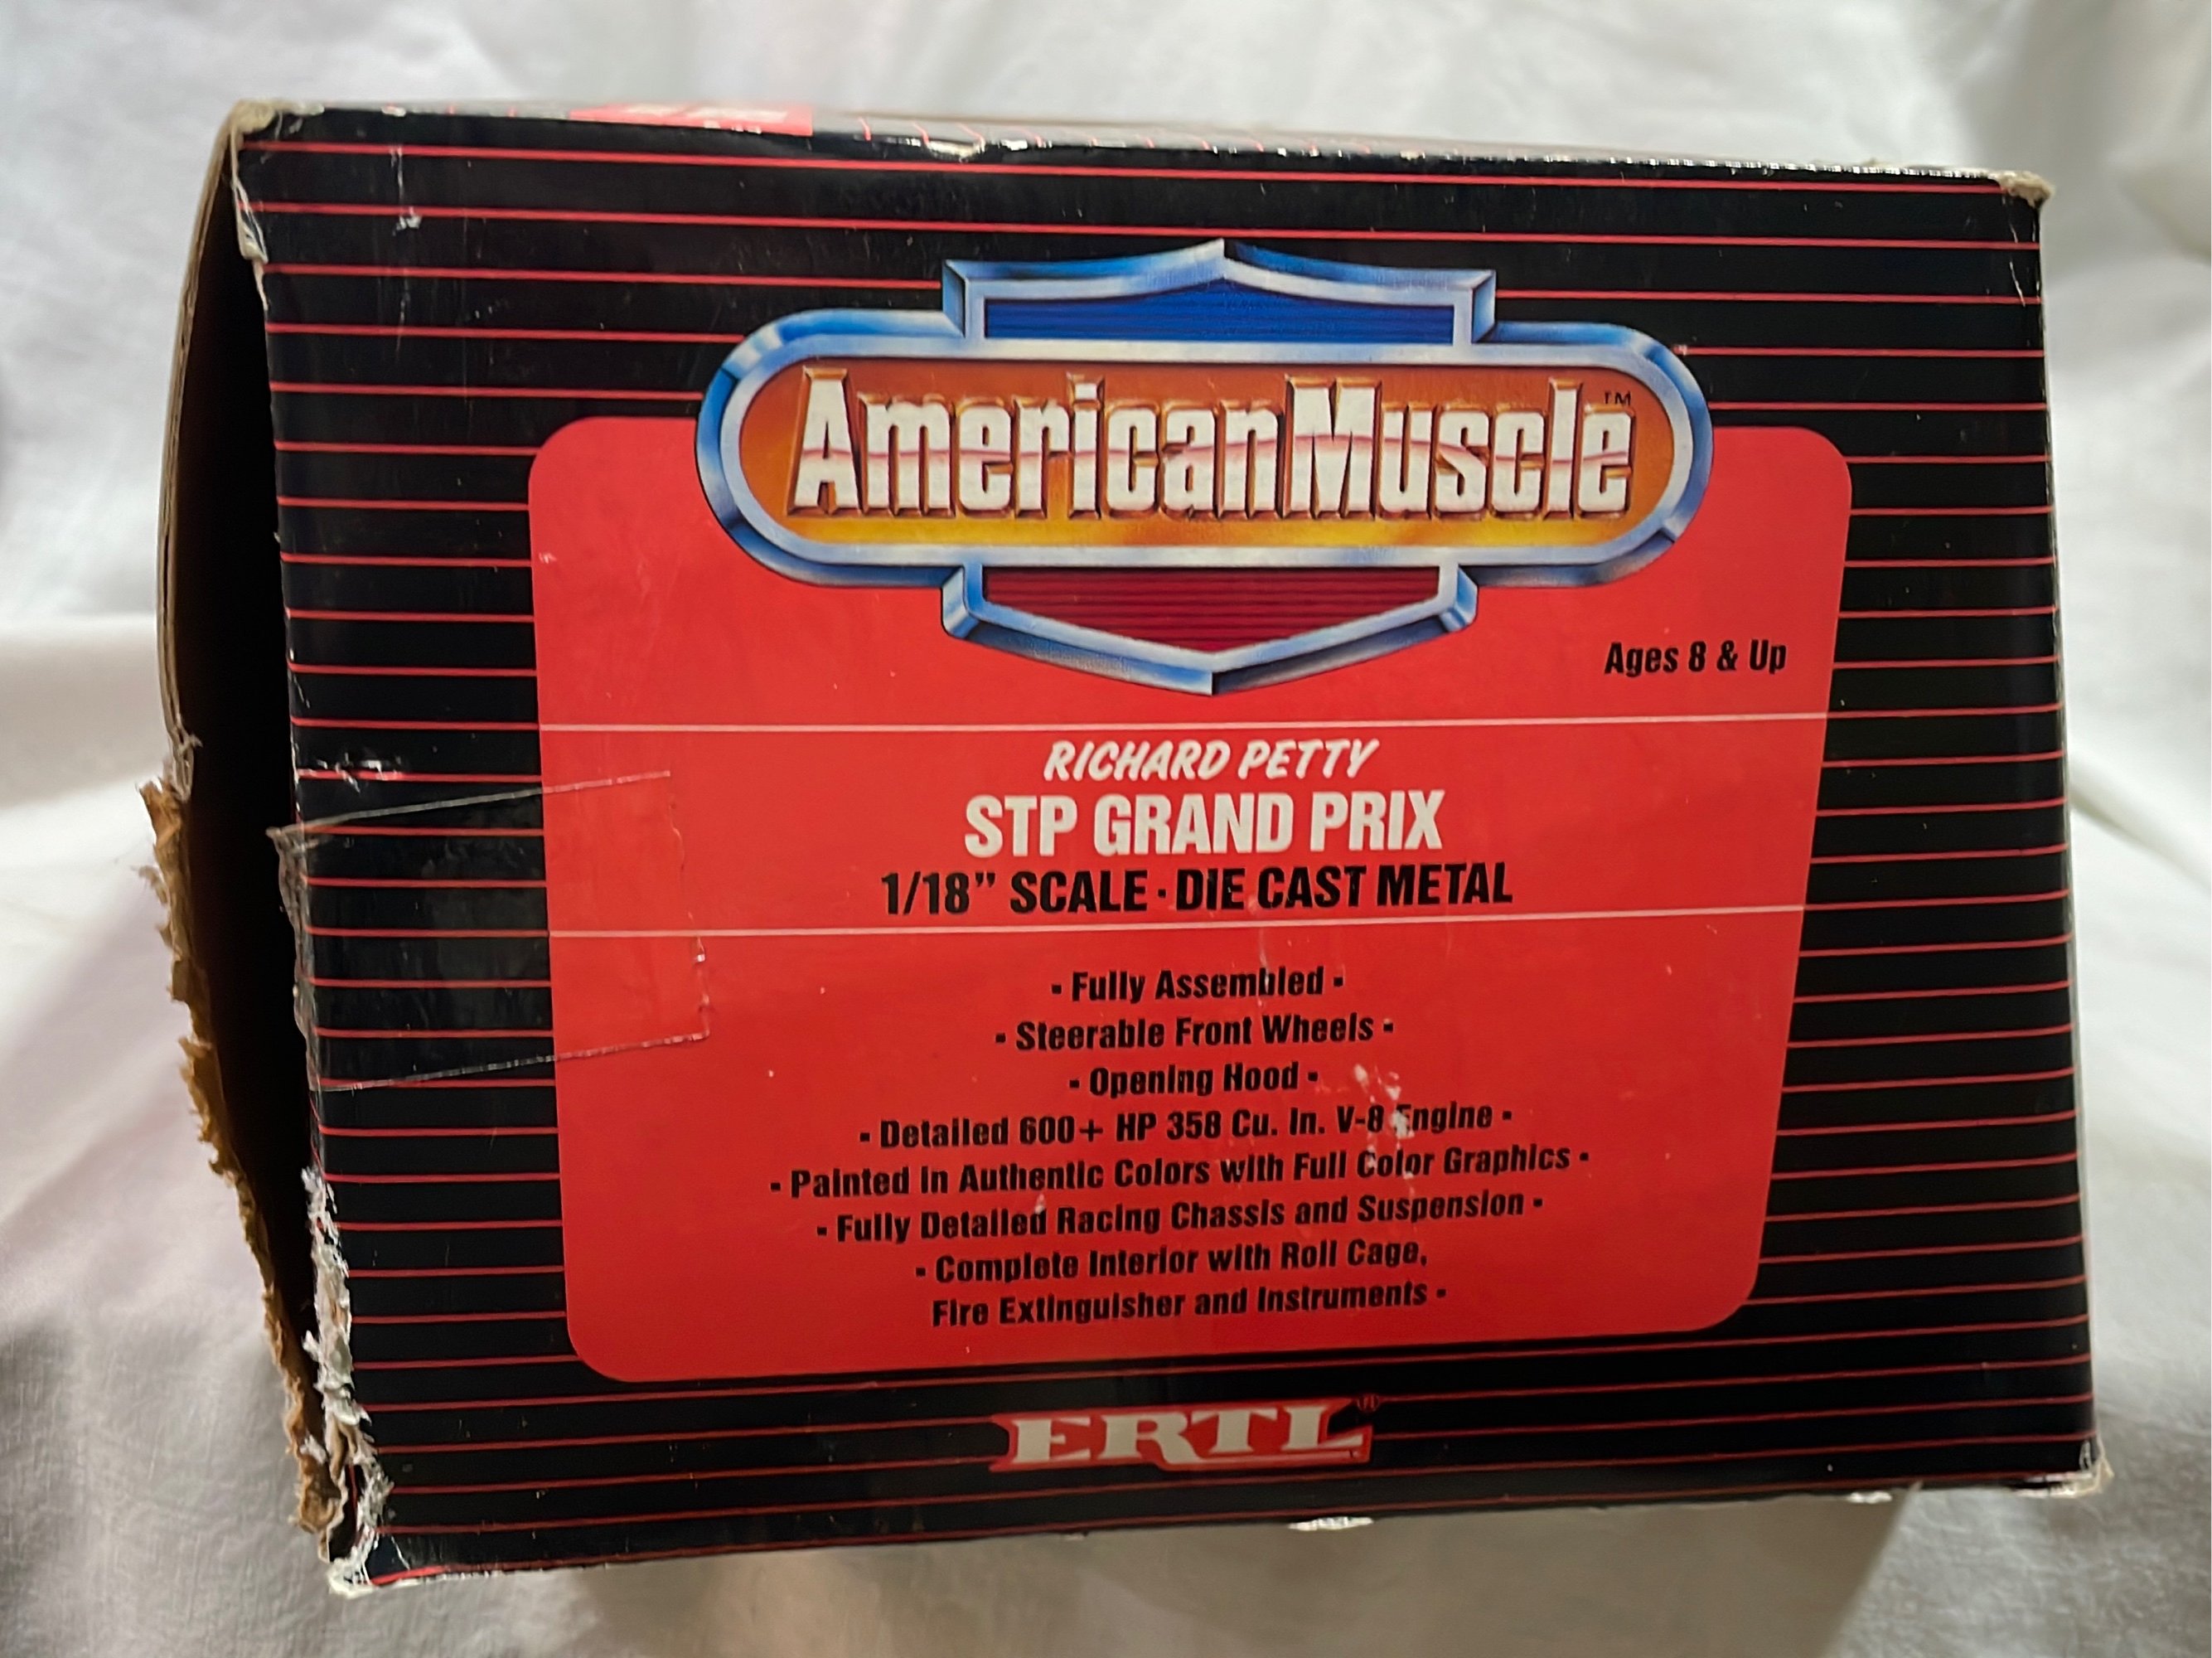 AmericanMuscle™
Ages 8 & Up
RICHARD PETTY
STP GRAND PRIX
1/18” SCALE · DIE CAST METAL
- Fully Assembled -
- Steerable Front Wheels -
- Opening Hood -
- Detailed 600+ HP 358 Cu. In. V-8 Engine -
- Painted in Authentic Colors with Full Color Graphics -
- Fully Detailed Racing Chassis and Suspension -
- Complete Interior with Roll Cage,
Fire Extinguisher and Instruments -
ERTL®